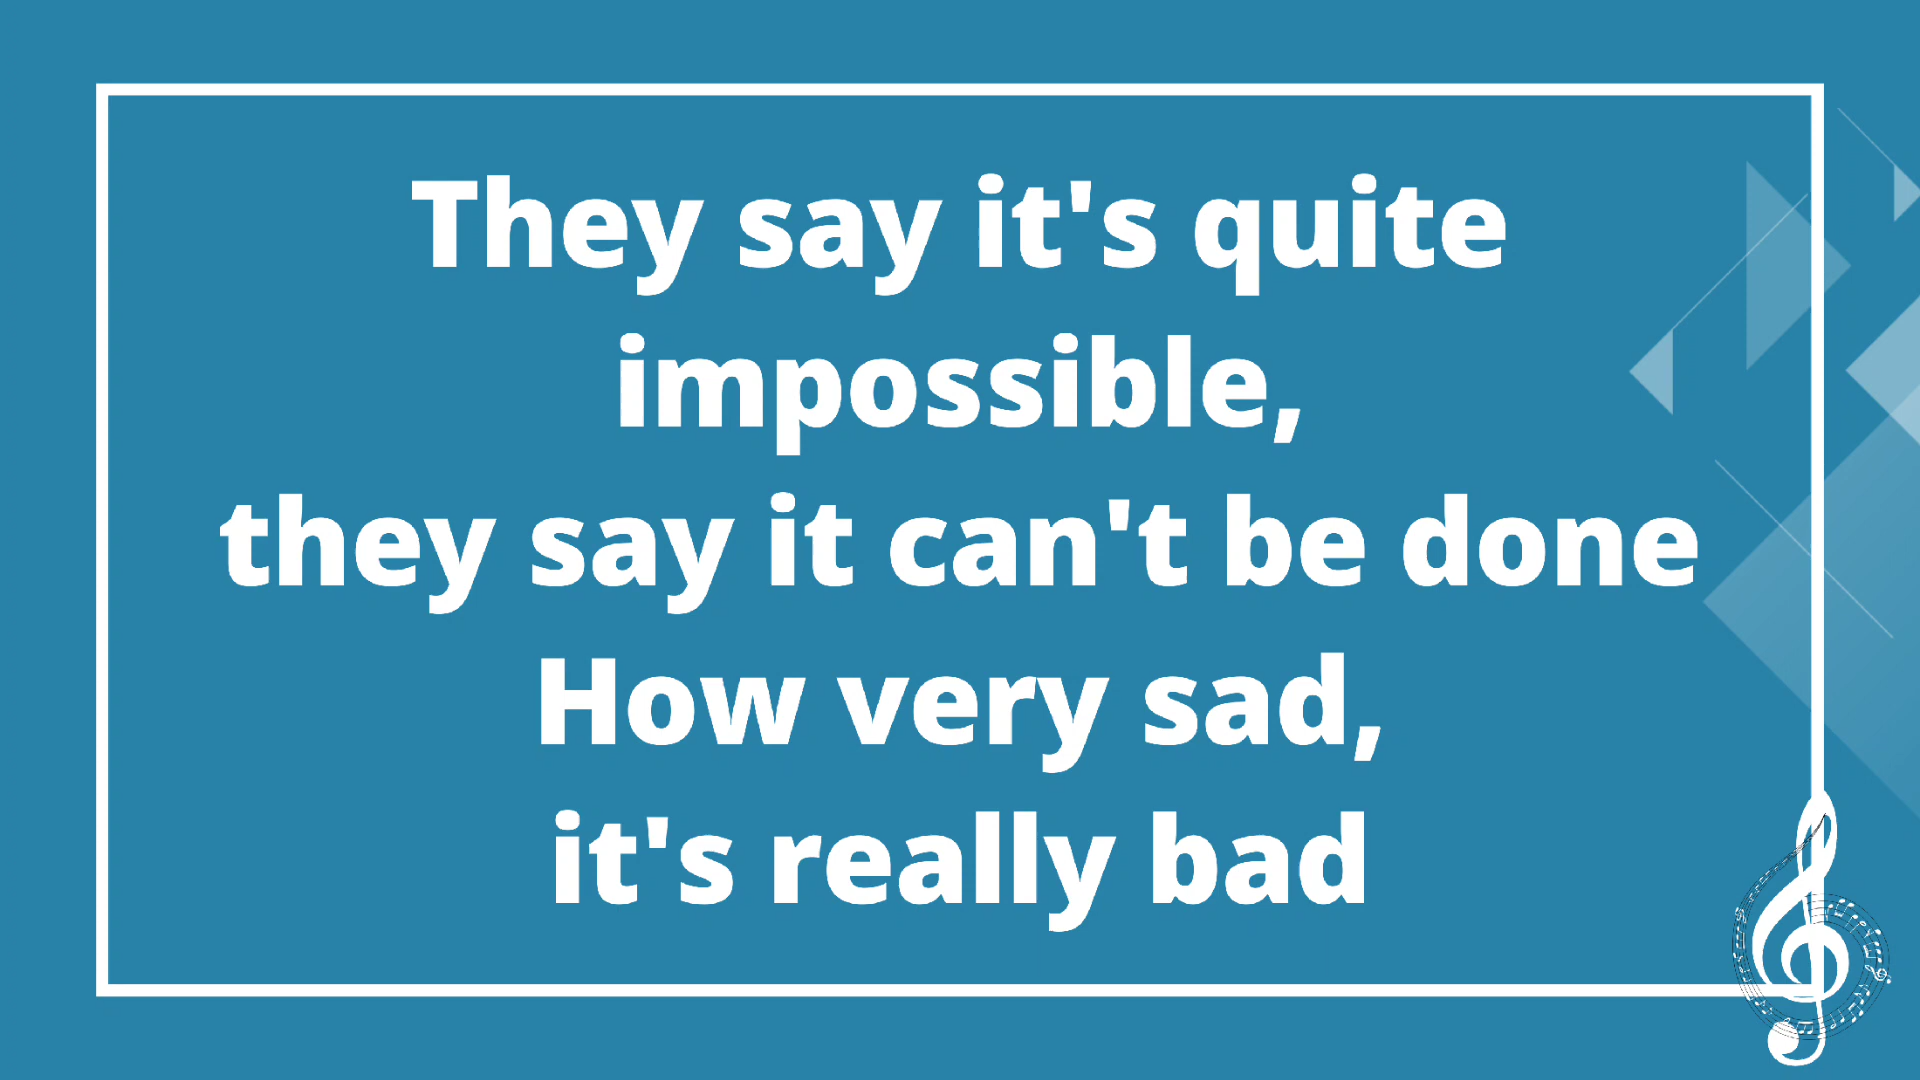 They say it's quite
impossible,
they say it can't be done
How very sad,
it's really bad